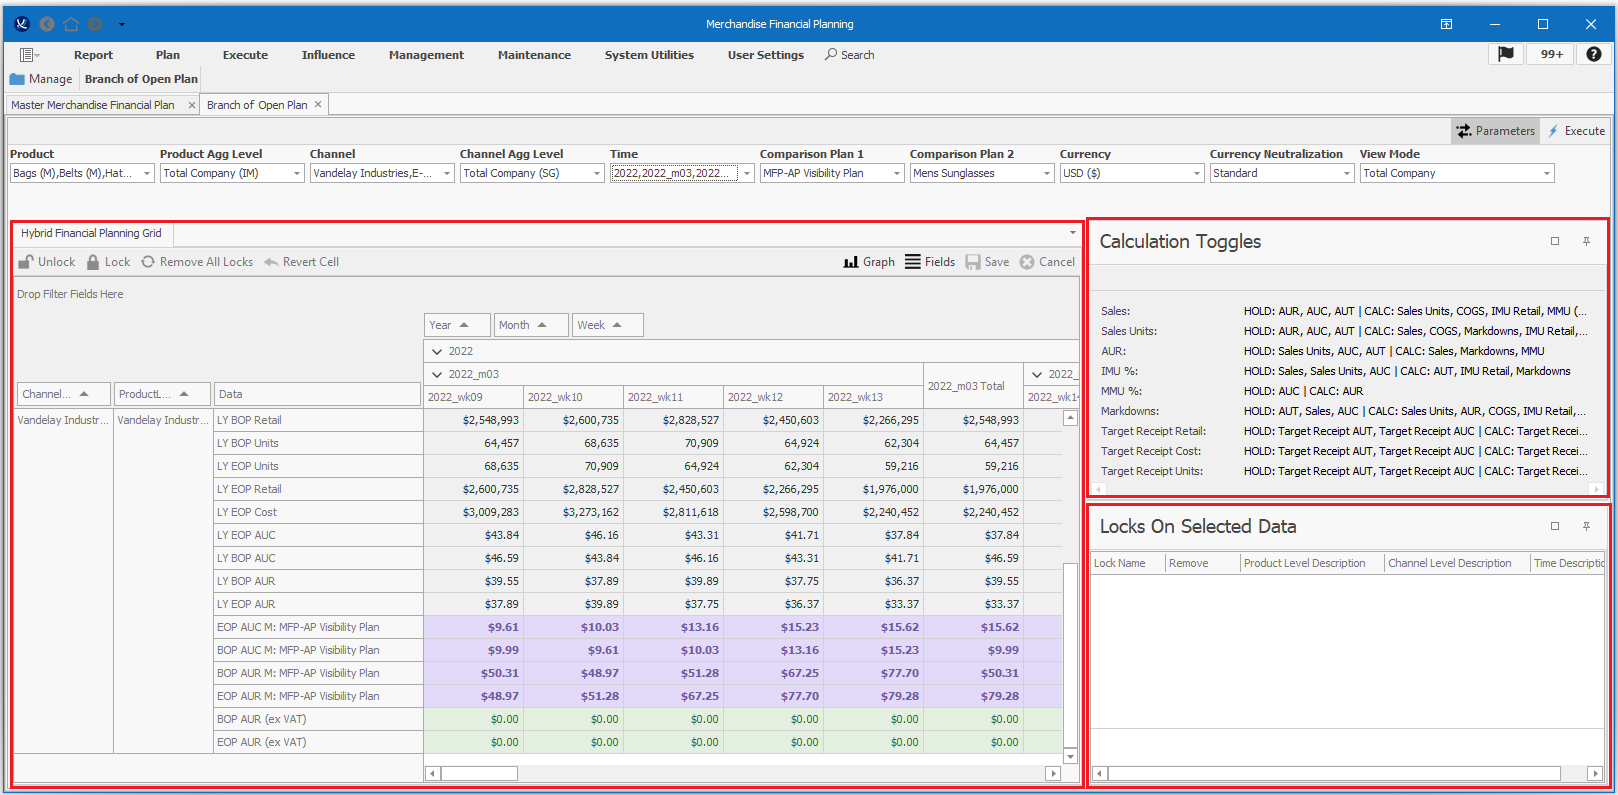 Merchandise Financial Planning
Report Plan Execute Influence Management Maintenance System Utilities User Settings Search 99+ ?
Manage Branch of Open Plan
Master Merchandise Financial Plan × Branch of Open Plan ×
Parameters Execute
Product Product Agg Level Channel Channel Agg Level Time Comparison Plan 1 Comparison Plan 2 Currency Currency Neutralization View Mode
Bags (M),Belts (M),Hat... Total Company (IM) Vandelay Industries,E-... Total Company (SG) 2022,2022_m03,2022... MFP-AP Visibility Plan Mens Sunglasses USD ($) Standard Total Company
Hybrid Financial Planning Grid
Unlock Lock Remove All Locks Revert Cell Graph Fields Save Cancel
Drop Filter Fields Here
Year Month Week
2022
2022_m03 2022_m03 Total 2022_
Channel... ProductL... Data
2022_wk09 2022_wk10 2022_wk11 2022_wk12 2022_wk13 2022_wk14
Vandelay Industr... Vandelay Industr... LY BOP Retail $2,548,993 $2,600,735 $2,828,527 $2,450,603 $2,266,295 $2,548,993
LY BOP Units 64,457 68,635 70,909 64,924 62,304 64,457
LY EOP Units 68,635 70,909 64,924 62,304 59,216 59,216
LY EOP Retail $2,600,735 $2,828,527 $2,450,603 $2,266,295 $1,976,000 $1,976,000
LY EOP Cost $3,009,283 $3,273,162 $2,811,618 $2,598,700 $2,240,452 $2,240,452
LY EOP AUC $43.84 $46.16 $43.31 $41.71 $37.84 $37.84
LY BOP AUC $46.59 $43.84 $46.16 $43.31 $41.71 $46.59
LY BOP AUR $39.55 $37.89 $39.89 $37.75 $36.37 $39.55
LY EOP AUR $37.89 $39.89 $37.75 $36.37 $33.37 $33.37
EOP AUC M: MFP-AP Visibility Plan $9.61 $10.03 $13.16 $15.23 $15.62 $15.62
BOP AUC M: MFP-AP Visibility Plan $9.99 $9.61 $10.03 $13.16 $15.23 $9.99
BOP AUR M: MFP-AP Visibility Plan $50.31 $48.97 $51.28 $67.25 $77.70 $50.31
EOP AUR M: MFP-AP Visibility Plan $48.97 $51.28 $67.25 $77.70 $79.28 $79.28
BOP AUR (ex VAT) $0.00 $0.00 $0.00 $0.00 $0.00 $0.00
EOP AUR (ex VAT) $0.00 $0.00 $0.00 $0.00 $0.00 $0.00
Calculation Toggles
Sales: HOLD: AUR, AUC, AUT | CALC: Sales Units, COGS, IMU Retail, MMU (...
Sales Units: HOLD: AUR, AUC, AUT | CALC: Sales, COGS, Markdowns, IMU Retail,...
AUR: HOLD: Sales Units, AUC, AUT | CALC: Sales, Markdowns, MMU
IMU %: HOLD: Sales, Sales Units, AUC | CALC: AUT, IMU Retail, Markdowns
MMU %: HOLD: AUC | CALC: AUR
Markdowns: HOLD: AUT, Sales, AUC | CALC: Sales Units, AUR, COGS, IMU Retail,...
Target Receipt Retail: HOLD: Target Receipt AUT, Target Receipt AUC | CALC: Target Recei...
Target Receipt Cost: HOLD: Target Receipt AUT, Target Receipt AUC | CALC: Target Recei...
Target Receipt Units: HOLD: Target Receipt AUT, Target Receipt AUC | CALC: Target Recei...
Locks On Selected Data
Lock Name Remove Product Level Description Channel Level Description Time Descriptio